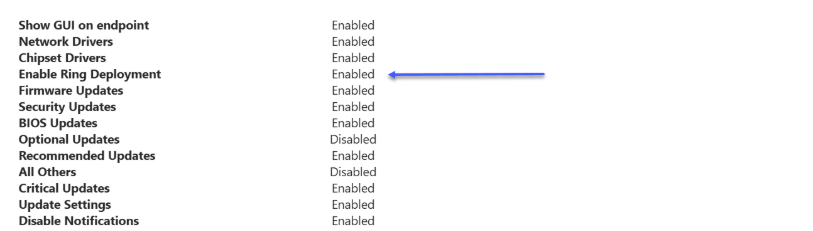 Show GUI on endpoint Enabled
Network Drivers Enabled
Chipset Drivers Enabled
Enable Ring Deployment Enabled
Firmware Updates Enabled
Security Updates Enabled
BIOS Updates Enabled
Optional Updates Disabled
Recommended Updates Enabled
All Others Disabled
Critical Updates Enabled
Update Settings Enabled
Disable Notifications Enabled